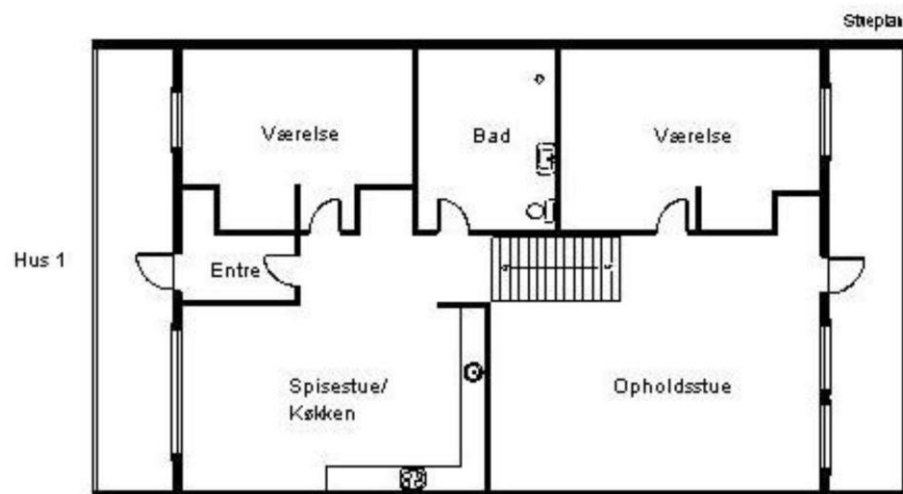 Værelse
Bad
Værelse
Hus 1
Entre
Spisestue/
Køkken
Opholdsstue